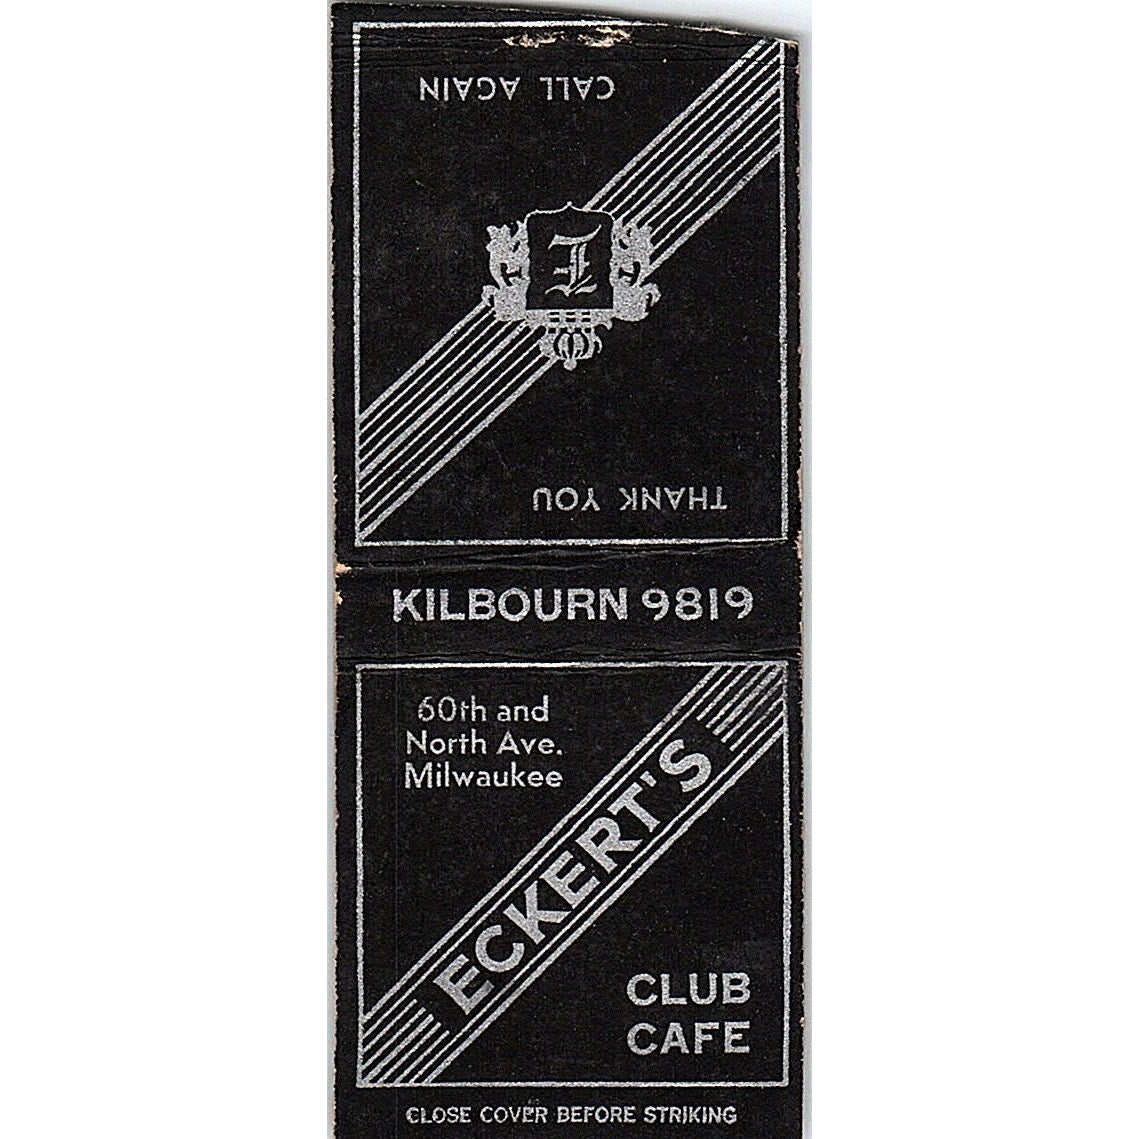 CALL AGAIN
E
THANK YOU
KILBOURN 9819
60th and
North Ave.
Milwaukee
ECKERT'S
CLUB
CAFE
CLOSE COVER BEFORE STRIKING